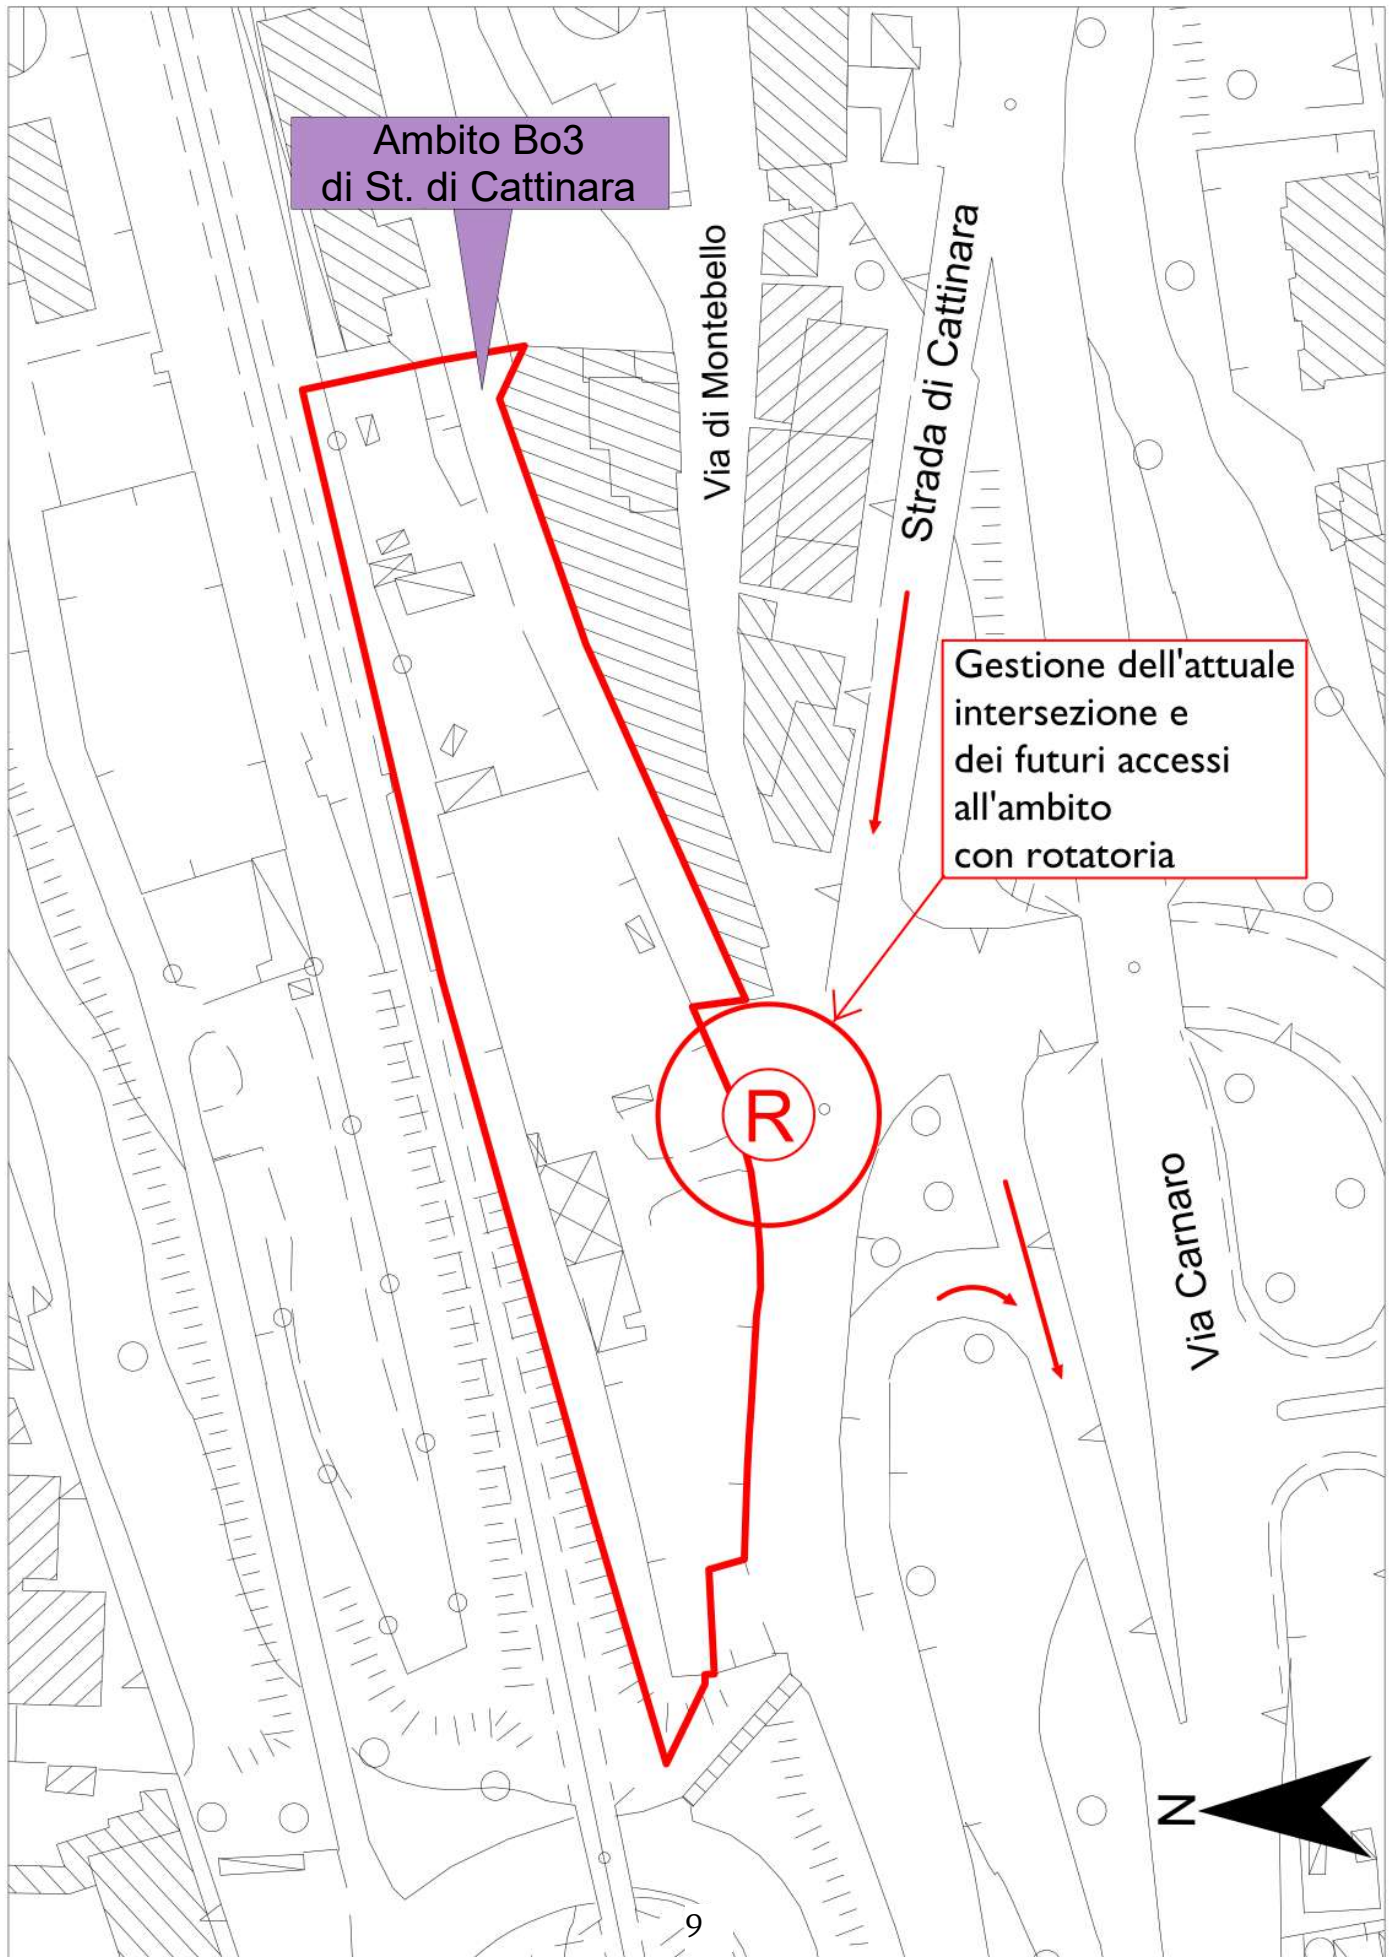 Ambito Bo3
di St. di Cattinara
Via di Montebello
Strada di Cattinara
Gestione dell'attuale
intersezione e
dei futuri accessi
all'ambito
con rotatoria
R
Via Carnaro
N
9